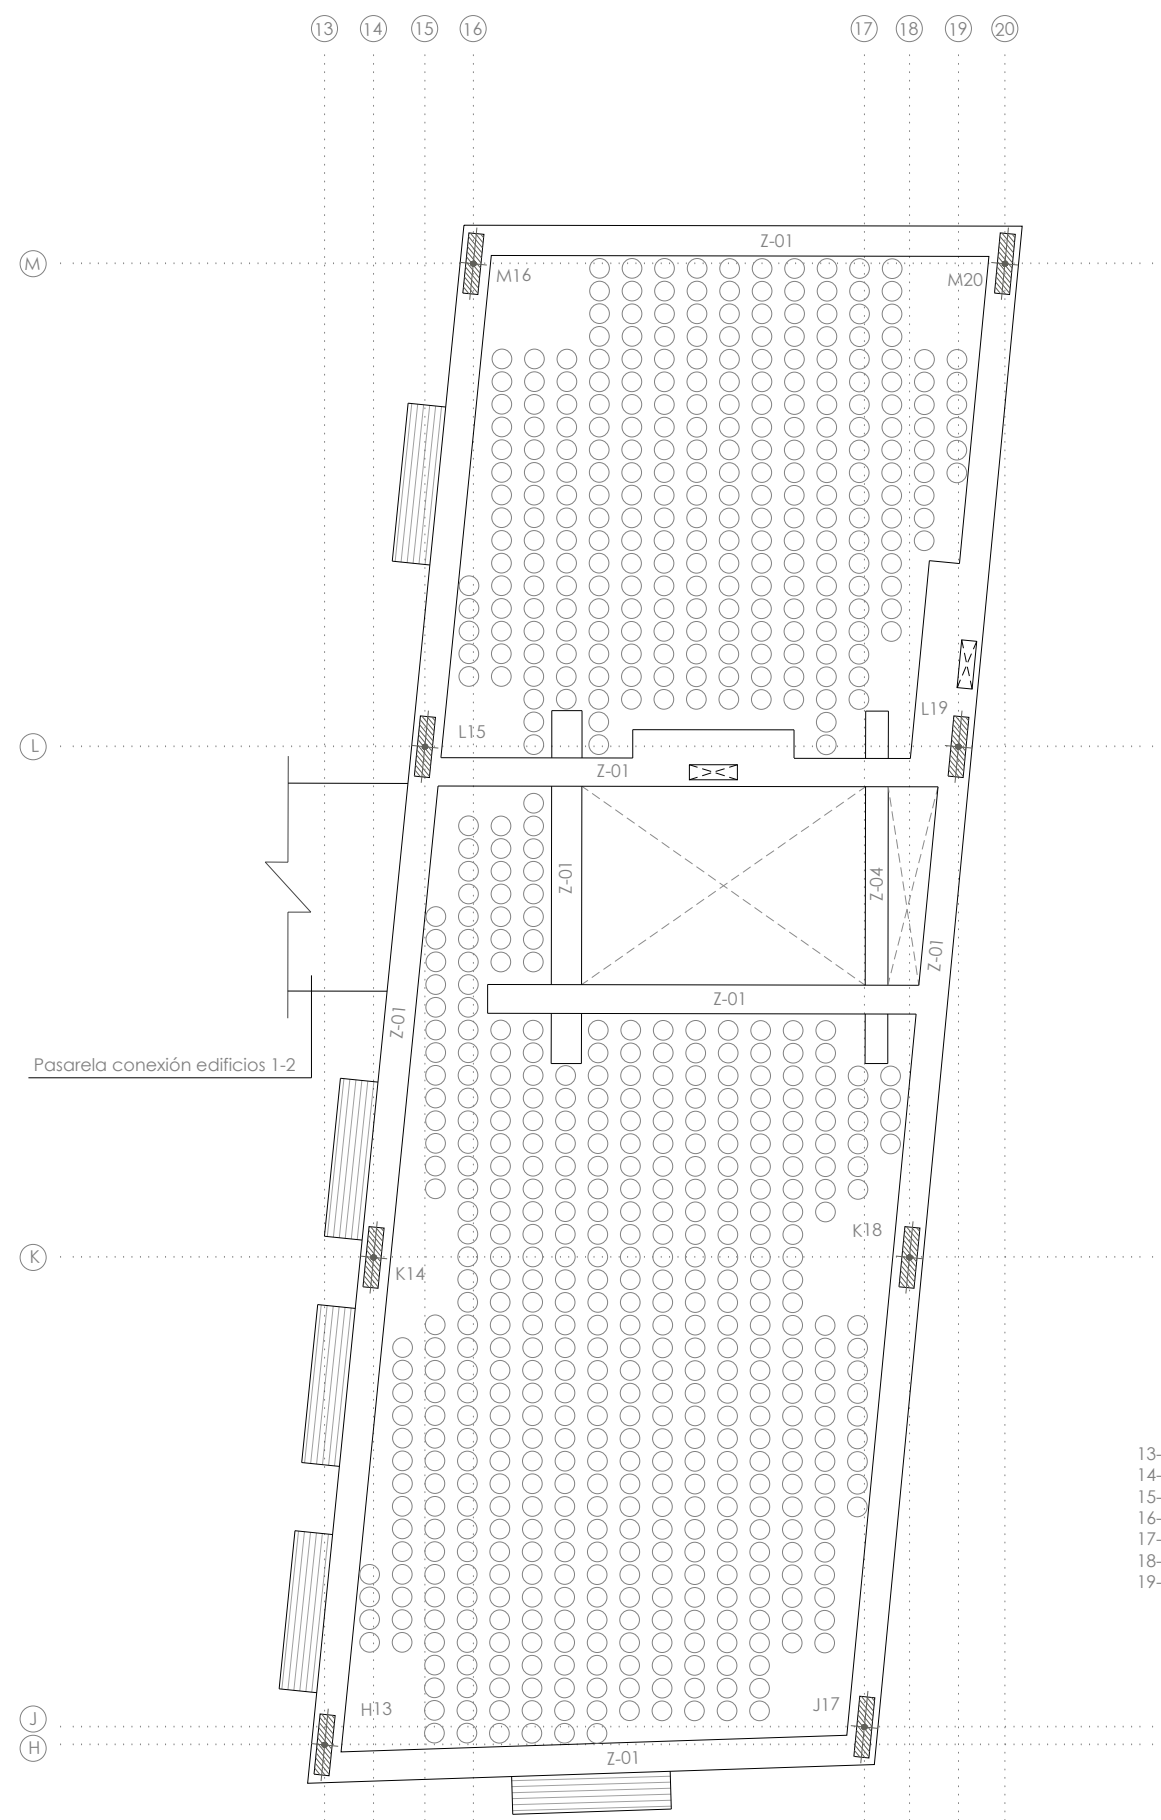 13 14 15 16 17 18 19 20
M
Z-01
M16
M20
L19
L15
L
Z-01
Z-01
Z-04
Z-01
Z-01
Z-01
Pasarela conexión edificios 1-2
K18
K
K14
13-
14-
15-
16-
17-
18-
19-
J17
H13
J
H
Z-01